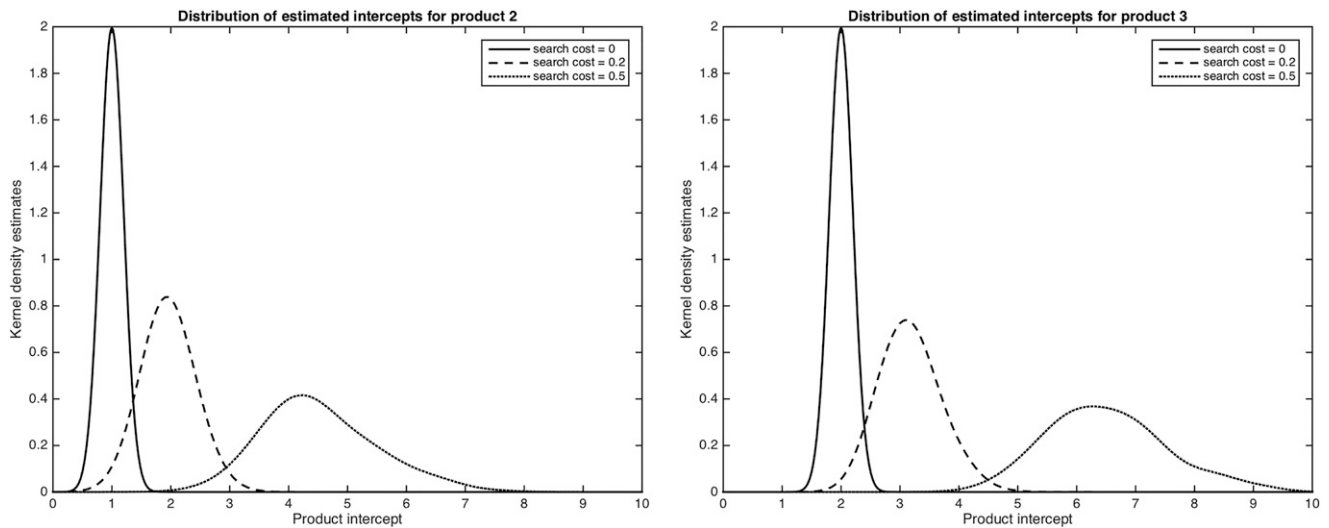 Distribution of estimated intercepts for product 2
search cost = 0
search cost = 0.2
search cost = 0.5
Kernel density estimates
2
1.8
1.6
1.4
1.2
1
0.8
0.6
0.4
0.2
0
0 1 2 3 4 5 6 7 8 9 10
Product intercept
Distribution of estimated intercepts for product 3
search cost = 0
search cost = 0.2
search cost = 0.5
Kernel density estimates
2
1.8
1.6
1.4
1.2
1
0.8
0.6
0.4
0.2
0
0 1 2 3 4 5 6 7 8 9 10
Product intercept